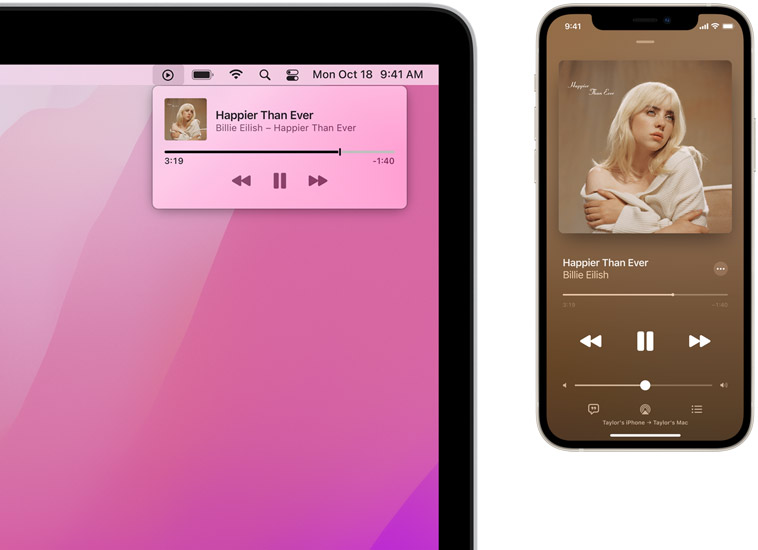 Mon Oct 18 9:41 AM
Happier Than Ever
Billie Eilish – Happier Than Ever
3:19 -1:40
9:41
Happier
Than Ever
Happier Than Ever
Billie Eilish
3:19 -1:40
Taylor's iPhone → Taylor's Mac